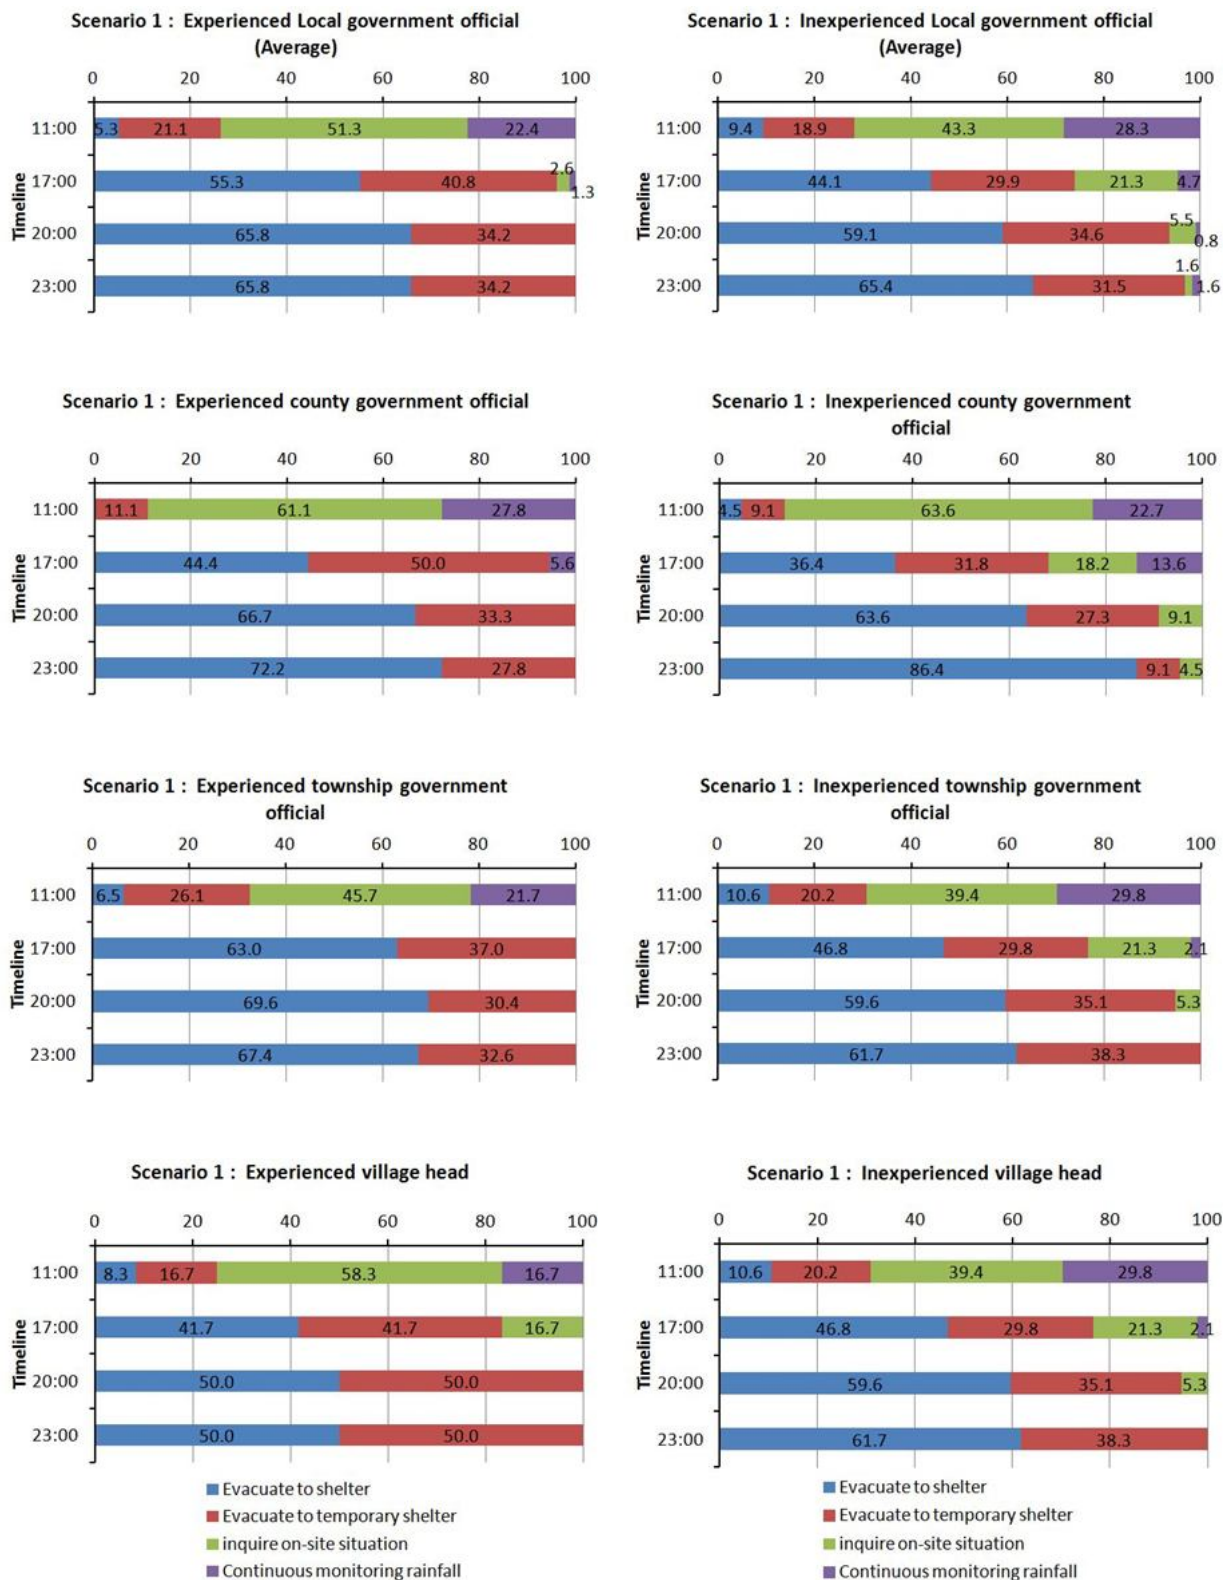 Scenario 1 : Experienced Local government official
(Average)
0 20 40 60 80 100
Timeline
11:00 5.3 21.1 51.3 22.4
17:00 55.3 40.8 2.6 1.3
20:00 65.8 34.2
23:00 65.8 34.2
Scenario 1 : Inexperienced Local government official
(Average)
0 20 40 60 80 100
Timeline
11:00 9.4 18.9 43.3 28.3
17:00 44.1 29.9 21.3 4.7
20:00 59.1 34.6 5.5 0.8
23:00 65.4 31.5 1.6 1.6
Scenario 1 : Experienced county government official
0 20 40 60 80 100
Timeline
11:00 11.1 61.1 27.8
17:00 44.4 50.0 5.6
20:00 66.7 33.3
23:00 72.2 27.8
Scenario 1 : Inexperienced county government
official
0 20 40 60 80 100
Timeline
11:00 4.5 9.1 63.6 22.7
17:00 36.4 31.8 18.2 13.6
20:00 63.6 27.3 9.1
23:00 86.4 9.1 4.5
Scenario 1 : Experienced township government
official
0 20 40 60 80 100
Timeline
11:00 6.5 26.1 45.7 21.7
17:00 63.0 37.0
20:00 69.6 30.4
23:00 67.4 32.6
Scenario 1 : Inexperienced township government
official
0 20 40 60 80 100
Timeline
11:00 10.6 20.2 39.4 29.8
17:00 46.8 29.8 21.3 2.1
20:00 59.6 35.1 5.3
23:00 61.7 38.3
Scenario 1 : Experienced village head
0 20 40 60 80 100
Timeline
11:00 8.3 16.7 58.3 16.7
17:00 41.7 41.7 16.7
20:00 50.0 50.0
23:00 50.0 50.0
Evacuate to shelter
Evacuate to temporary shelter
inquire on-site situation
Continuous monitoring rainfall
Scenario 1 : Inexperienced village head
0 20 40 60 80 100
Timeline
11:00 10.6 20.2 39.4 29.8
17:00 46.8 29.8 21.3 2.1
20:00 59.6 35.1 5.3
23:00 61.7 38.3
Evacuate to shelter
Evacuate to temporary shelter
inquire on-site situation
Continuous monitoring rainfall